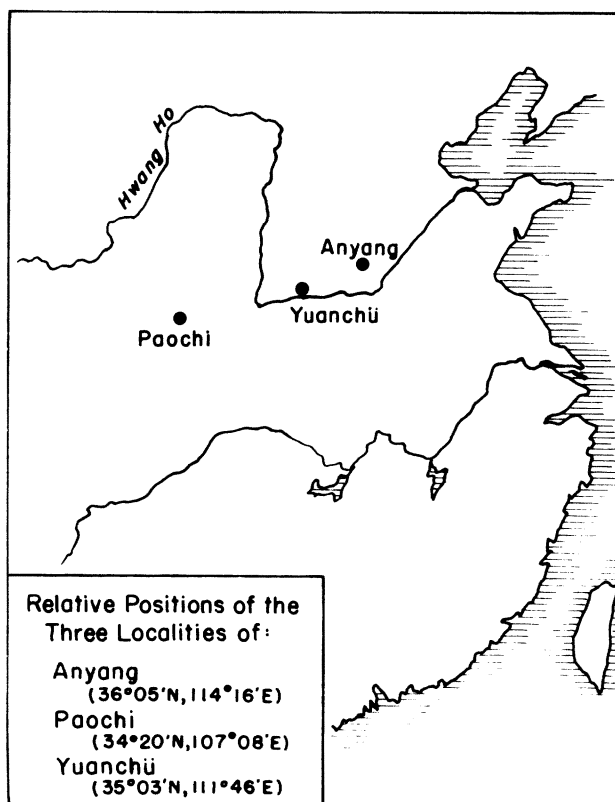 Hwang Ho
Anyang
Yuanchü
Paochi
Relative Positions of the
Three Localities of:
Anyang
(36°05'N, 114°16'E)
Paochi
(34°20'N, 107°08'E)
Yuanchü
(35°03'N, 111°46'E)